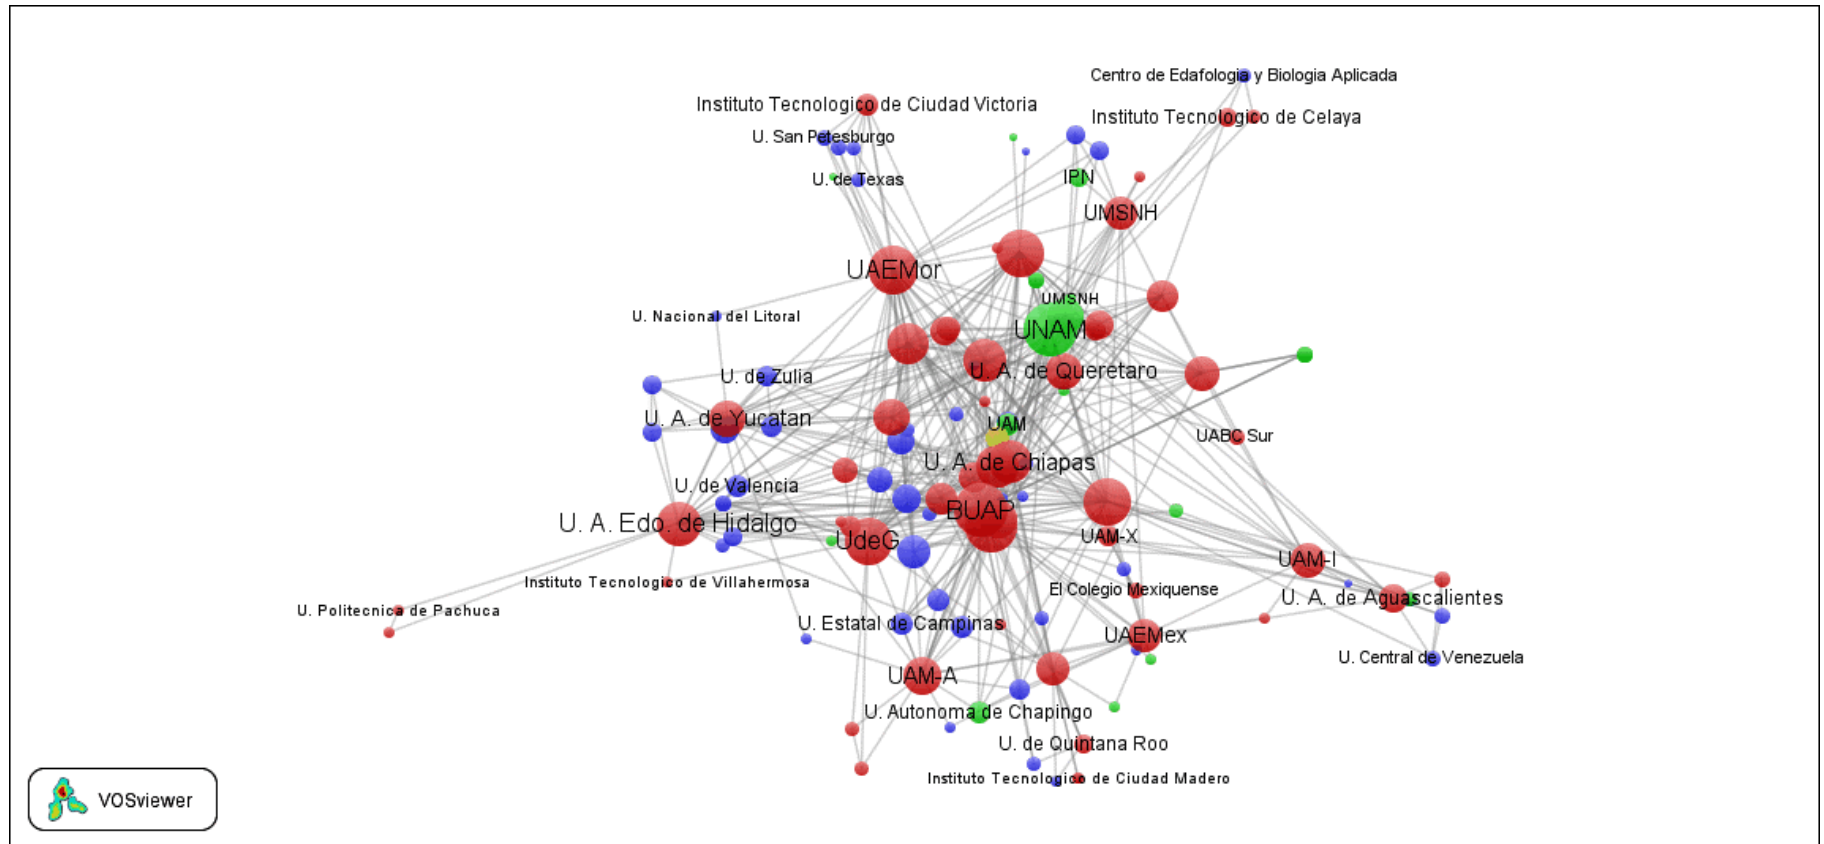 Centro de Edafologia y Biologia Aplicada
Instituto Tecnologico de Ciudad Victoria
Instituto Tecnologico de Celaya
U. San Petesburgo
IPN
U. de Texas
UMSNH
UAEMor
UMSNH
U. Nacional del Litoral
UNAM
U. A. de Queretaro
U. de Zulia
U. A. de Yucatan
UAM
UABC Sur
U. A. de Chiapas
U. de Valencia
BUAP
U. A. Edo. de Hidalgo
UAM-X
UdeG
UAM-I
Instituto Tecnologico de Villahermosa
El Colegio Mexiquense
U. A. de Aguascalientes
U. Politecnica de Pachuca
U. Estatal de Campinas
UAEMex
U. Central de Venezuela
UAM-A
U. Autonoma de Chapingo
U. de Quintana Roo
Instituto Tecnologico de Ciudad Madero
VOSviewer